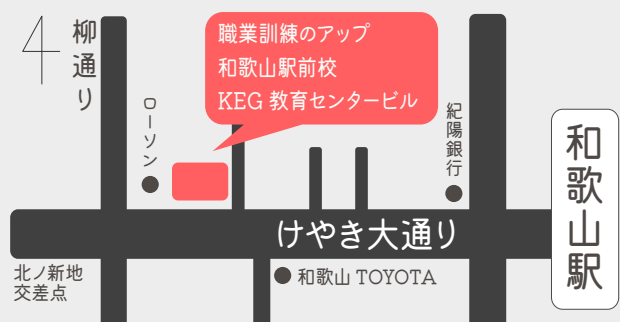 4
柳通り
職業訓練のアップ
和歌山駅前校
KEG 教育センタービル
ローソン
紀陽銀行
和歌山駅
けやき大通り
北ノ新地
交差点
和歌山 TOYOTA